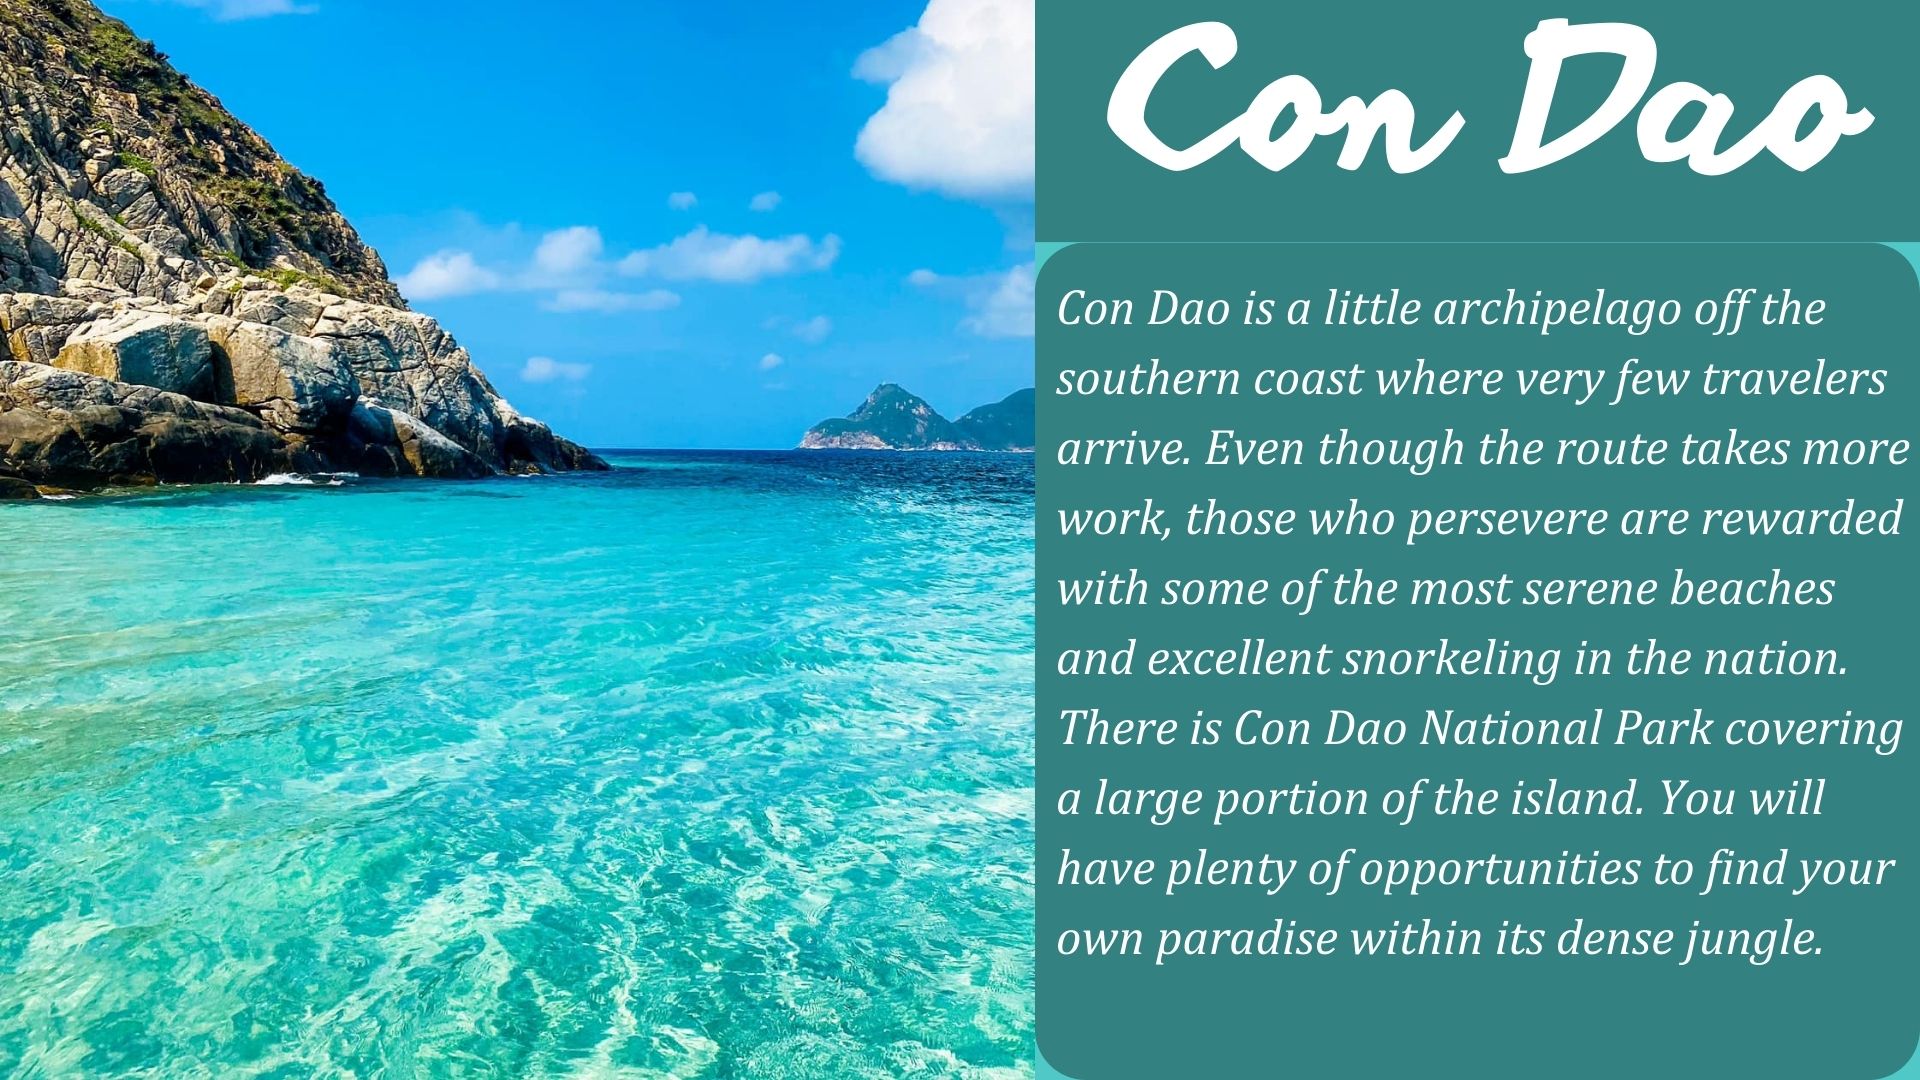 Con Dao
Con Dao is a little archipelago off the
southern coast where very few travelers
arrive. Even though the route takes more
work, those who persevere are rewarded
with some of the most serene beaches
and excellent snorkeling in the nation.
There is Con Dao National Park covering
a large portion of the island. You will
have plenty of opportunities to find your
own paradise within its dense jungle.